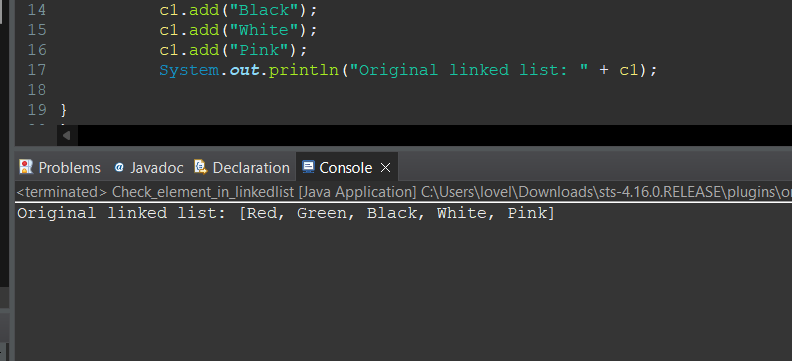 14 c1.add("Black");
15 c1.add("White");
16 c1.add("Pink");
17 System.out.println("Original linked list: " + c1);
18
19 }
Problems @ Javadoc Declaration Console
<terminated> Check_element_in_linkedlist [Java Application] C:\Users\lovel\Downloads\sts-4.16.0.RELEASE\plugins\o
Original linked list: [Red, Green, Black, White, Pink]